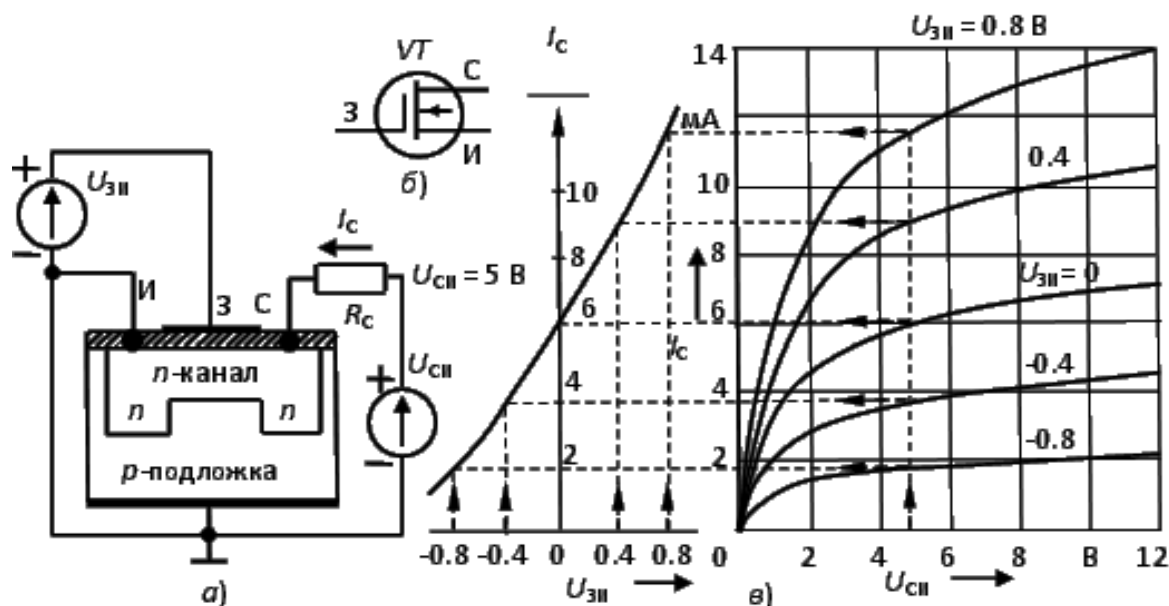 VT
С
З
И
б)
+
U_ЗИ
−
И
З
С
I_С
R_С
U_СИ = 5 В
n-канал
n
n
p-подложка
+
U_СИ
−
а)
I_С
10
8
6
4
2
-0.8
-0.4
0
0.4
0.8
U_ЗИ
U_ЗИ = 0.8 В
14
мА
10
8
6
I_С
4
2
0
0.4
U_ЗИ = 0
-0.4
-0.8
2
4
6
8
В
12
U_СИ
в)